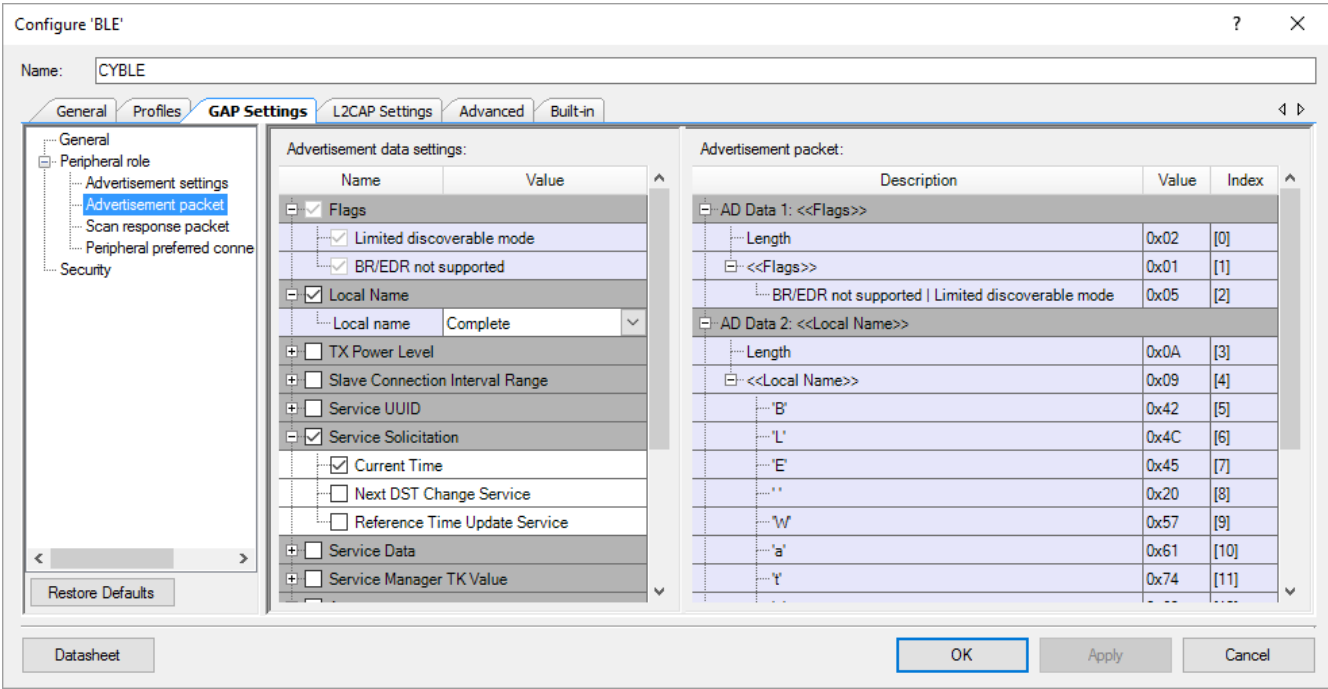 Configure 'BLE' ?
Name: CYBLE
General Profiles GAP Settings L2CAP Settings Advanced Built-in
General
Peripheral role
Advertisement settings
Advertisement packet
Scan response packet
Peripheral preferred conne
Security
Restore Defaults
Advertisement data settings:
Name Value
Flags
Limited discoverable mode
BR/EDR not supported
Local Name
Local name Complete
TX Power Level
Slave Connection Interval Range
Service UUID
Service Solicitation
Current Time
Next DST Change Service
Reference Time Update Service
Service Data
Service Manager TK Value
Advertisement packet:
Description Value Index
AD Data 1: <<Flags>>
Length 0x02 [0]
<<Flags>> 0x01 [1]
BR/EDR not supported | Limited discoverable mode 0x05 [2]
AD Data 2: <<Local Name>>
Length 0x0A [3]
<<Local Name>> 0x09 [4]
'B' 0x42 [5]
'L' 0x4C [6]
'E' 0x45 [7]
' ' 0x20 [8]
'W' 0x57 [9]
'a' 0x61 [10]
't' 0x74 [11]
Datasheet OK Apply Cancel